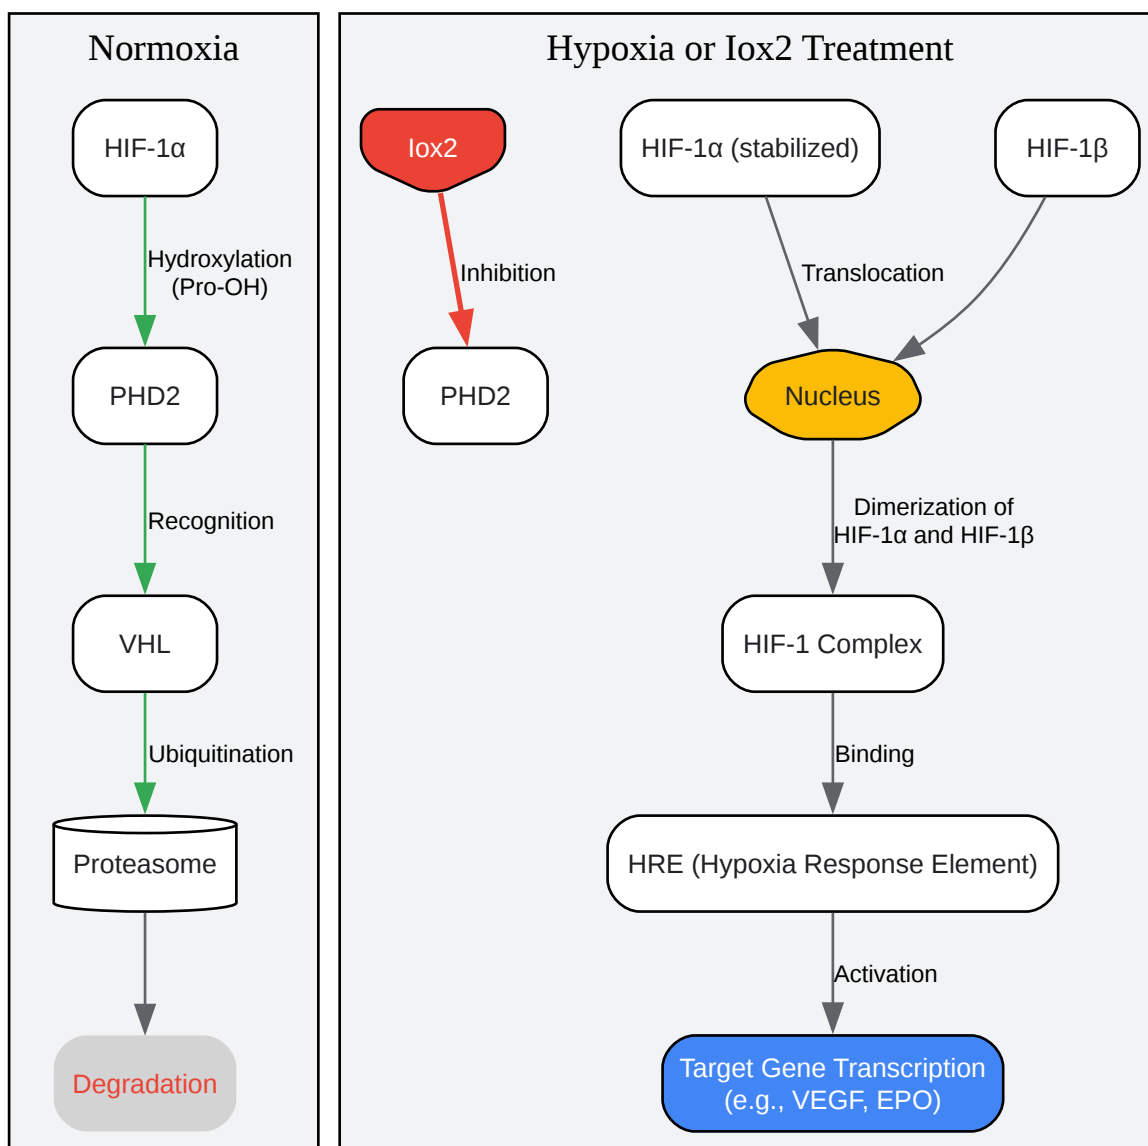 Normoxia
HIF-1α
Hydroxylation
(Pro-OH)
PHD2
Recognition
VHL
Ubiquitination
Proteasome
Degradation
Hypoxia or Iox2 Treatment
Iox2
HIF-1α (stabilized)
HIF-1β
Inhibition
Translocation
PHD2
Nucleus
Dimerization of
HIF-1α and HIF-1β
HIF-1 Complex
Binding
HRE (Hypoxia Response Element)
Activation
Target Gene Transcription
(e.g., VEGF, EPO)